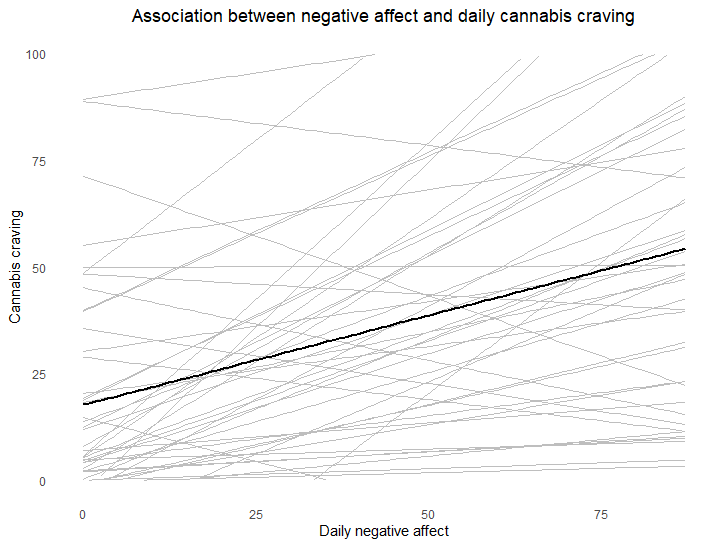 Association between negative affect and daily cannabis craving
100
75
50
25
0
Cannabis craving
0 25 50 75
Daily negative affect